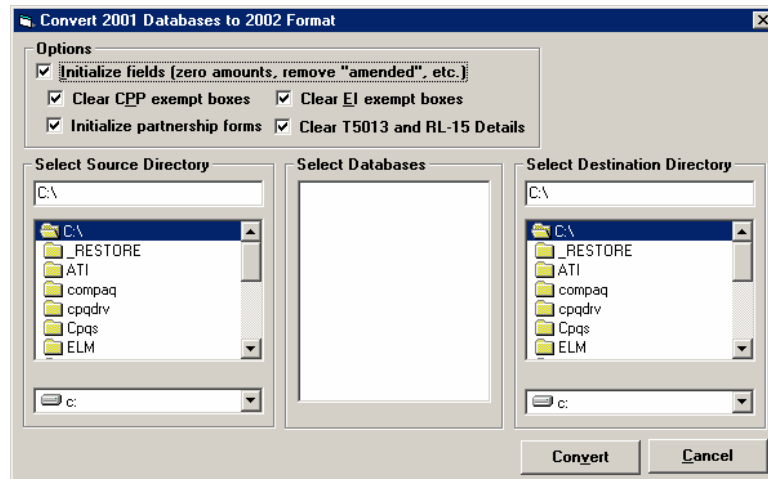 Convert 2001 Databases to 2002 Format
Options
Initialize fields (zero amounts, remove "amended", etc.)
Clear CPP exempt boxes
Clear EI exempt boxes
Initialize partnership forms
Clear T5013 and RL-15 Details
Select Source Directory
C:\
C:\
_RESTORE
ATI
compaq
cpqdrv
Cpqs
ELM
c:
Select Databases
Select Destination Directory
C:\
C:\
_RESTORE
ATI
compaq
cpqdrv
Cpqs
ELM
c:
Convert
Cancel